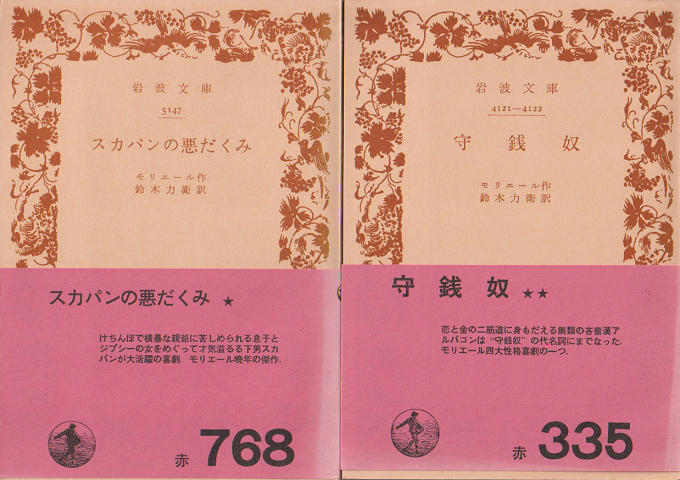 岩波文庫
5147
スカパンの悪だくみ
モリエール作
鈴木力衛訳
スカパンの悪だくみ ★
けちんぼで横暴な親爺に苦しめられる息子と
ジプシーの女をめぐって才気溢るる下男スカ
パンが大活躍の喜劇. モリエール晩年の傑作.
赤 768
岩波文庫
4121—4122
守銭奴
モリエール作
鈴木力衛訳
守銭奴 ★★
恋と金の二筋道に身もだえる無類の吝嗇漢ア
ルパゴンは“守銭奴”の代名詞にまでなった.
モリエール四大性格喜劇の一つ.
赤 335